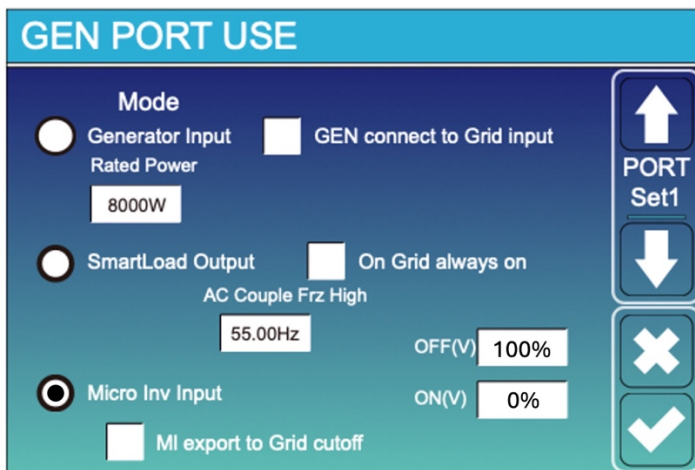 GEN PORT USE
Mode
Generator Input
GEN connect to Grid input
Rated Power
8000W
PORT
Set1
SmartLoad Output
On Grid always on
AC Couple Frz High
55.00Hz
OFF(V)
100%
Micro Inv Input
ON(V)
0%
MI export to Grid cutoff